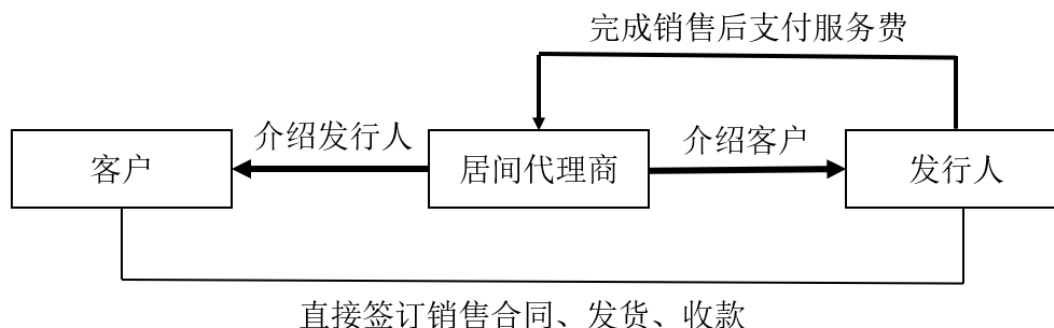 完成销售后支付服务费
介绍发行人
介绍客户
客户
居间代理商
发行人
直接签订销售合同、发货、收款